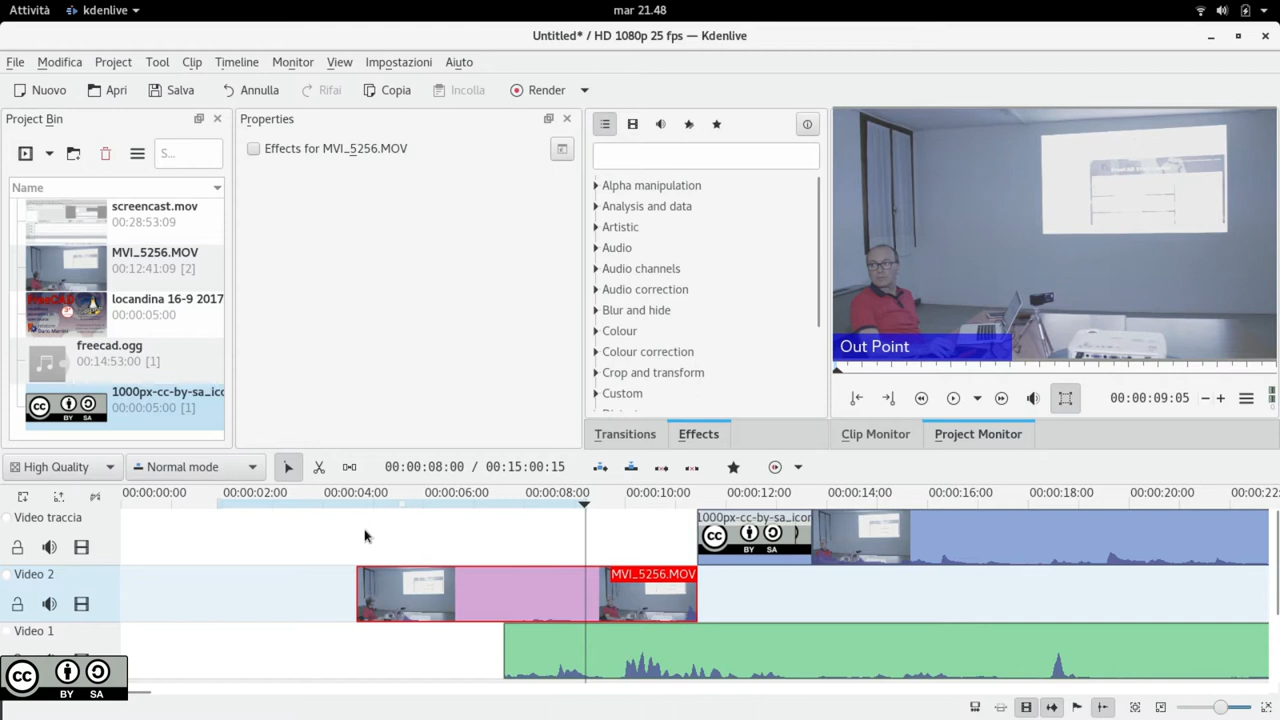 Attività kdenlive mar 21.48
Untitled* / HD 1080p 25 fps — Kdenlive
File Modifica Project Tool Clip Timeline Monitor View Impostazioni Aiuto
Nuovo Apri Salva Annulla Rifai Copia Incolla Render
Project Bin
S...
Name
screencast.mov
00:28:53:09
MVI_5256.MOV
00:12:41:09 [2]
locandina 16-9 2017
00:00:05:00
freecad.ogg
00:14:53:00 [1]
1000px-cc-by-sa_ico
00:00:05:00 [1]
Properties
Effects for MVI_5256.MOV
Alpha manipulation
Analysis and data
Artistic
Audio
Audio channels
Audio correction
Blur and hide
Colour
Colour correction
Crop and transform
Custom
Transitions Effects
Out Point
00:00:09:05
Clip Monitor Project Monitor
High Quality Normal mode 00:00:08:00 / 00:15:00:15
00:00:00:00 00:00:02:00 00:00:04:00 00:00:06:00 00:00:08:00 00:00:10:00 00:00:12:00 00:00:14:00 00:00:16:00 00:00:18:00 00:00:20:00 00:00:22
Video traccia
1000px-cc-by-sa_icon
cc
Video 2
MVI_5256.MOV
Video 1
cc
BY SA